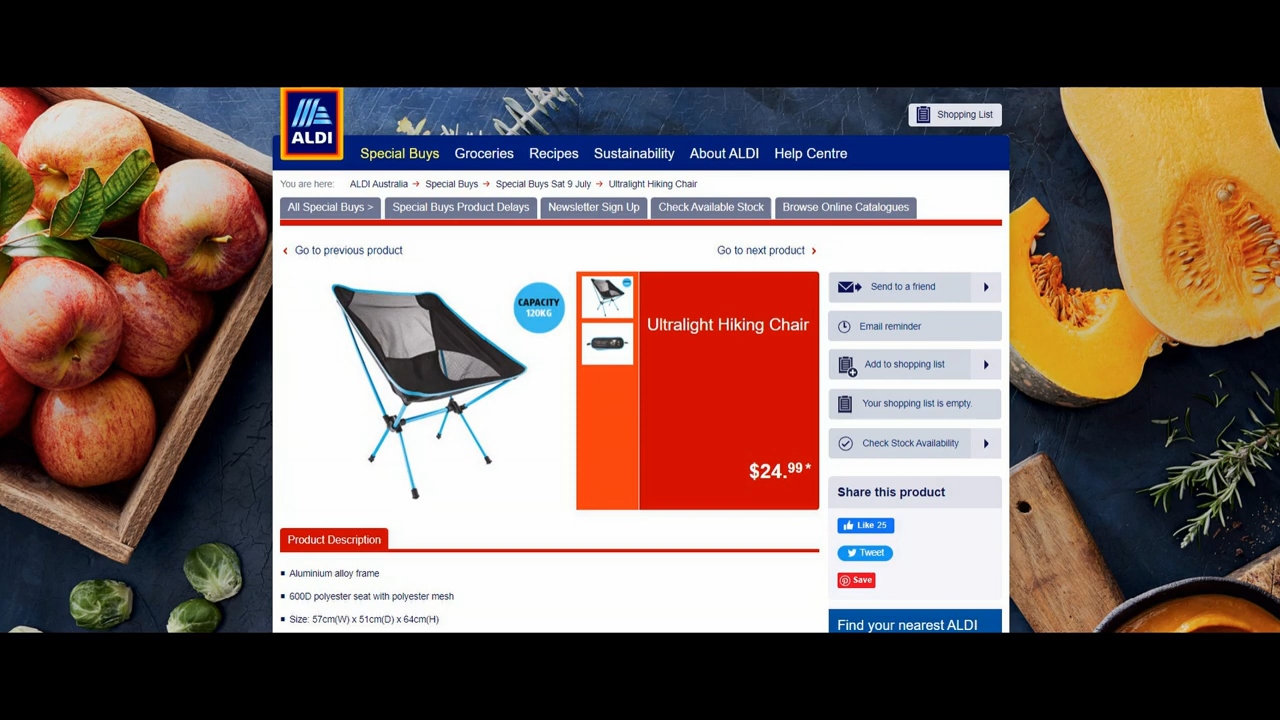 Shopping List
ALDI
Special Buys Groceries Recipes Sustainability About ALDI Help Centre
You are here: ALDI Australia → Special Buys → Special Buys Sat 9 July → Ultralight Hiking Chair
All Special Buys > Special Buys Product Delays Newsletter Sign Up Check Available Stock Browse Online Catalogues
Go to previous product
Go to next product
CAPACITY
120KG
Ultralight Hiking Chair
$24.99*
Send to a friend
Email reminder
Add to shopping list
Your shopping list is empty.
Check Stock Availability
Share this product
Like 25
Tweet
Save
Product Description
Aluminium alloy frame
600D polyester seat with polyester mesh
Size: 57cm(W) x 51cm(D) x 64cm(H)
Find your nearest ALDI